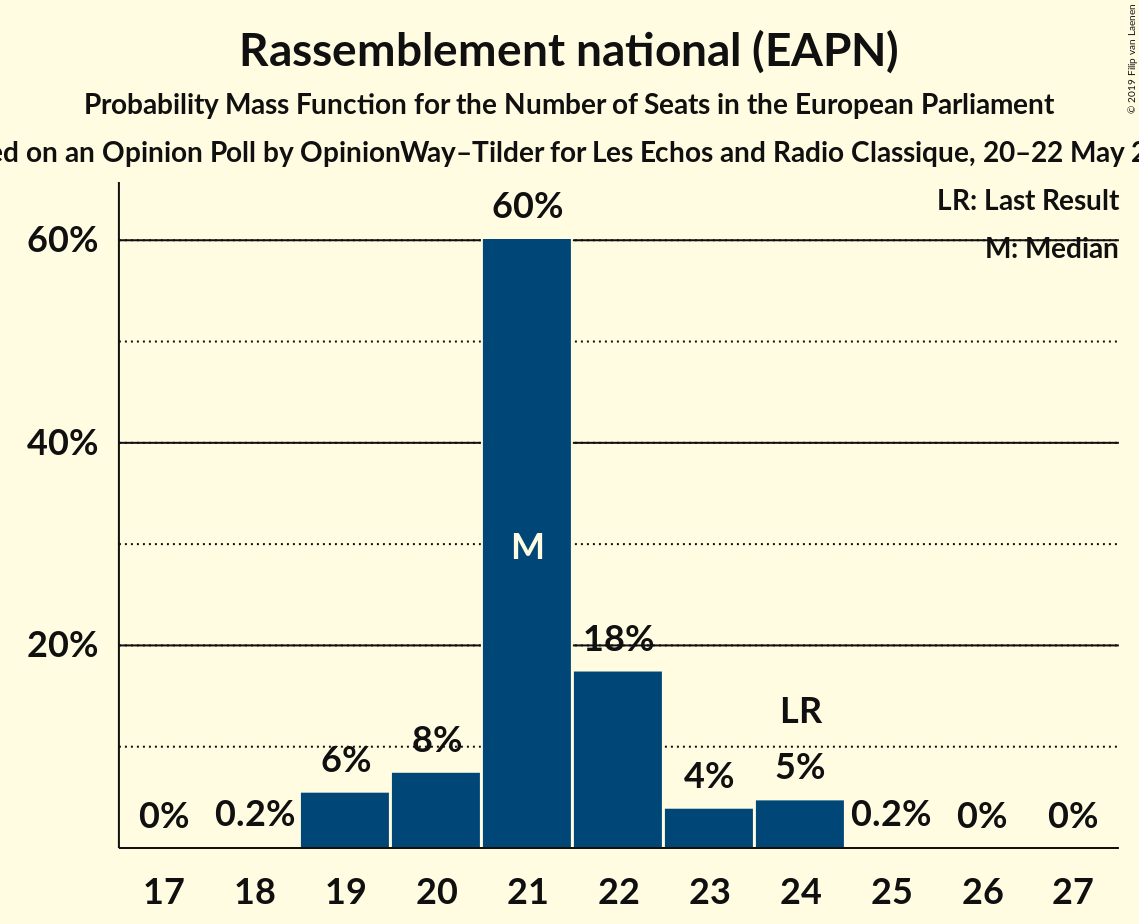 Rassemblement national (EAPN)
Probability Mass Function for the Number of Seats in the European Parliament
on an Opinion Poll by OpinionWay–Tilder for Les Echos and Radio Classique, 20–22 May
© 2019 Filip van Laenen
LR: Last Result
M: Median
60%
40%
20%
0%
0.2%
6%
8%
60%
M
18%
4%
LR
5%
0.2%
0%
0%
17 18 19 20 21 22 23 24 25 26 27